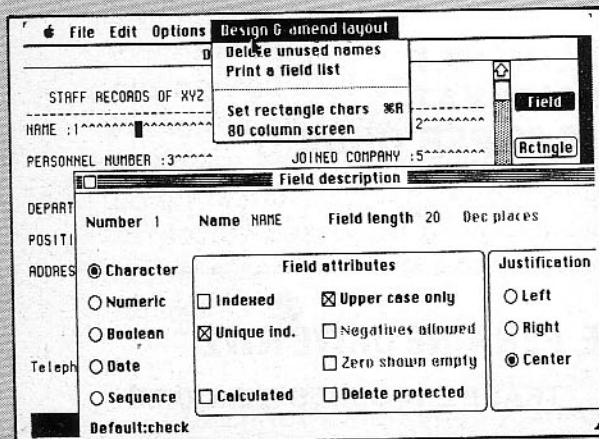 File Edit Options Design & amend layout
Delete unused names
Print a field list
Set rectangle chars ⌘R
80 column screen
D
STAFF RECORDS OF XYZ
Field
NAME :1^^^^^^^ ^^^^^^^^ 2^^^^^^^^
Rctngle
PERSONNEL NUMBER :3^^^^^ JOINED COMPANY :5^^^^^^^^
Field description
DEPART
Number 1 Name NAME Field length 20 Dec places
POSITI
ADDRES
Character
Numeric
Boolean
Date
Sequence
Field attributes
Indexed
Upper case only
Unique ind.
Negatives allowed
Zero shown empty
Calculated
Delete protected
Justification
Left
Right
Center
Teleph
Default:check